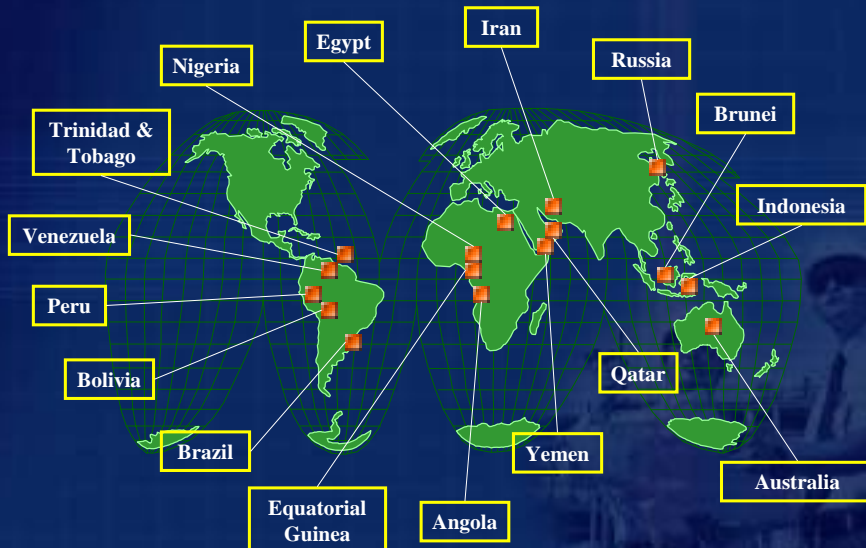 Iran
Egypt
Nigeria
Russia
Brunei
Trinidad &
Tobago
Indonesia
Venezuela
Peru
Bolivia
Qatar
Brazil
Yemen
Australia
Equatorial
Guinea
Angola